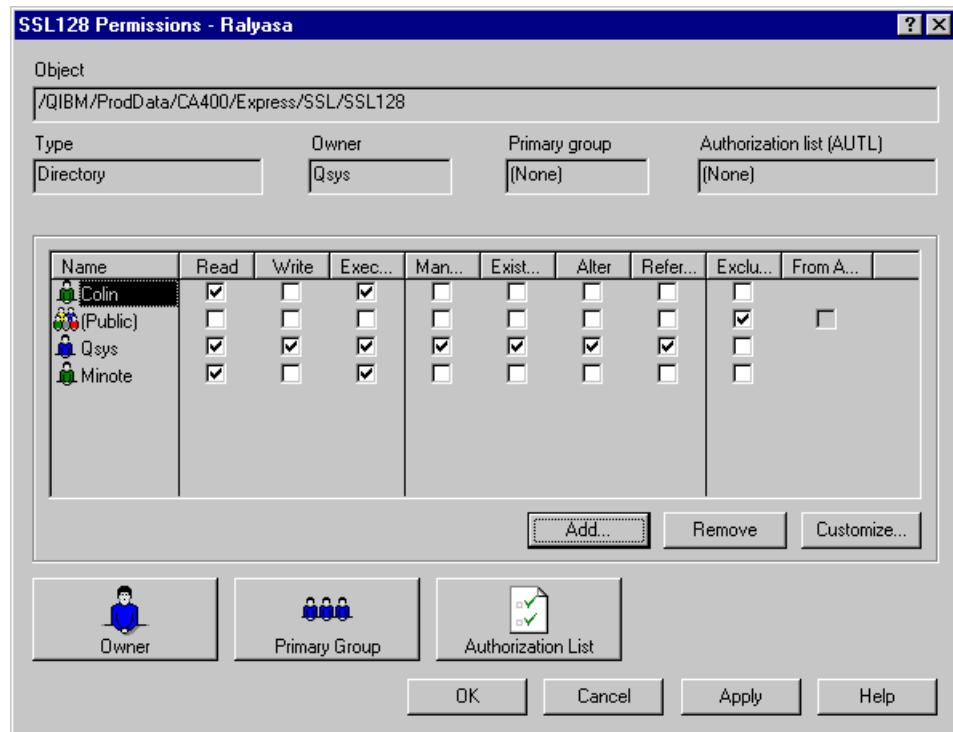 SSL128 Permissions - Ralyasa
Object
/QIBM/ProdData/CA400/Express/SSL/SSL128
Type Owner Primary group Authorization list (AUTL)
Directory Qsys (None) (None)
Name Read Write Exec... Man... Exist... Alter Refer... Exclu... From A...
Colin
(Public)
Qsys
Minote
Add... Remove Customize...
Owner Primary Group Authorization List
OK Cancel Apply Help